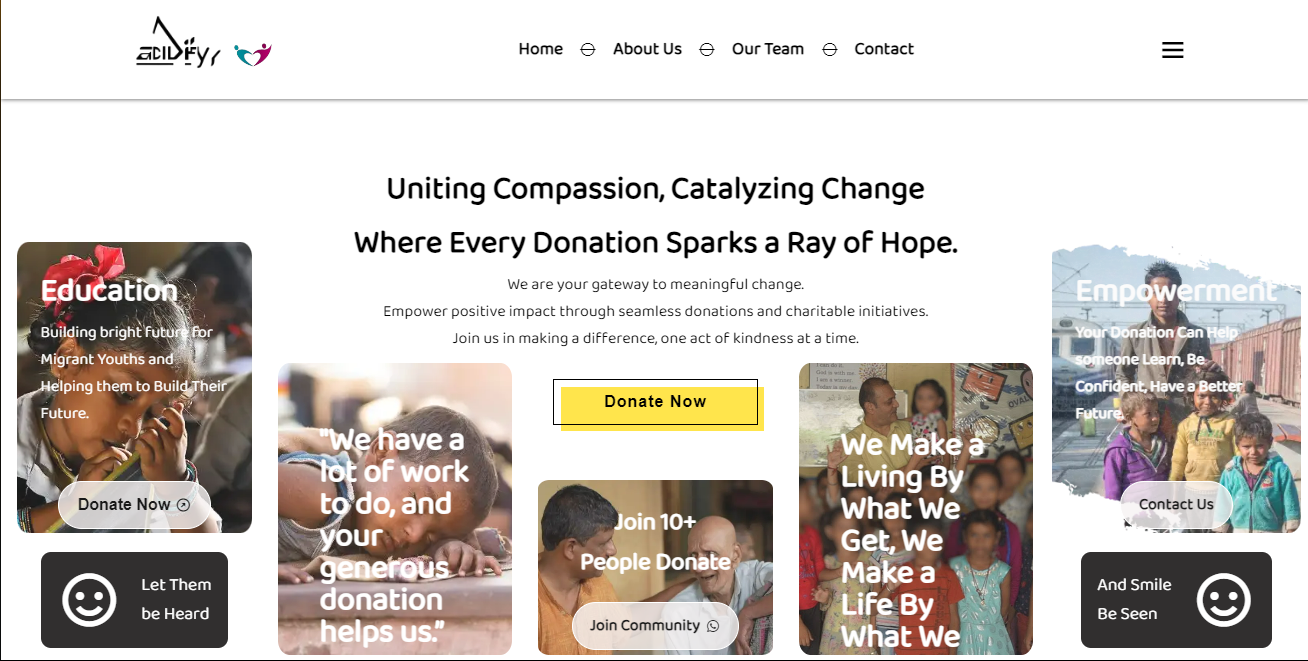 Home
About Us
Our Team
Contact
Uniting Compassion, Catalyzing Change
Where Every Donation Sparks a Ray of Hope.
We are your gateway to meaningful change.
Empower positive impact through seamless donations and charitable initiatives.
Join us in making a difference, one act of kindness at a time.
Donate Now
Education
Building bright future for
Migrant Youths and
Helping them to Build Their
Future.
Donate Now
Let Them
be Heard
"We have a
lot of work
to do, and
your
generous
donation
helps us."
Join 10+
People Donate
Join Community
We Make a
Living By
What We
Get, We
Make a
Life By
What We
Empowerment
Your Donation Can Help
someone Learn, Be
Confident, Have a Better
Future.
Contact Us
And Smile
Be Seen